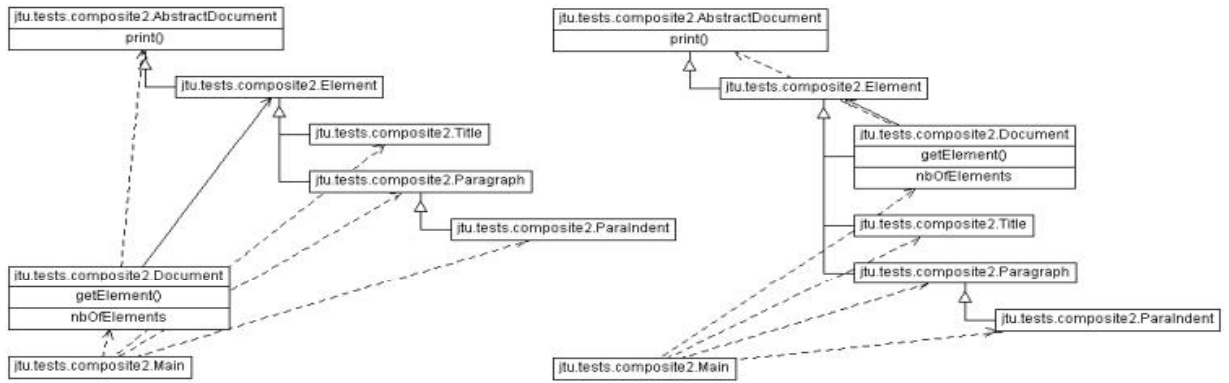 jtu.tests.composite2.AbstractDocument
print()
jtu.tests.composite2.Element
jtu.tests.composite2.Title
jtu.tests.composite2.Paragraph
jtu.tests.composite2.ParaIndent
jtu.tests.composite2.Document
getElement()
nbOfElements
jtu.tests.composite2.Main
jtu.tests.composite2.AbstractDocument
print()
jtu.tests.composite2.Element
jtu.tests.composite2.Document
getElement()
nbOfElements
jtu.tests.composite2.Title
jtu.tests.composite2.Paragraph
jtu.tests.composite2.ParaIndent
jtu.tests.composite2.Main